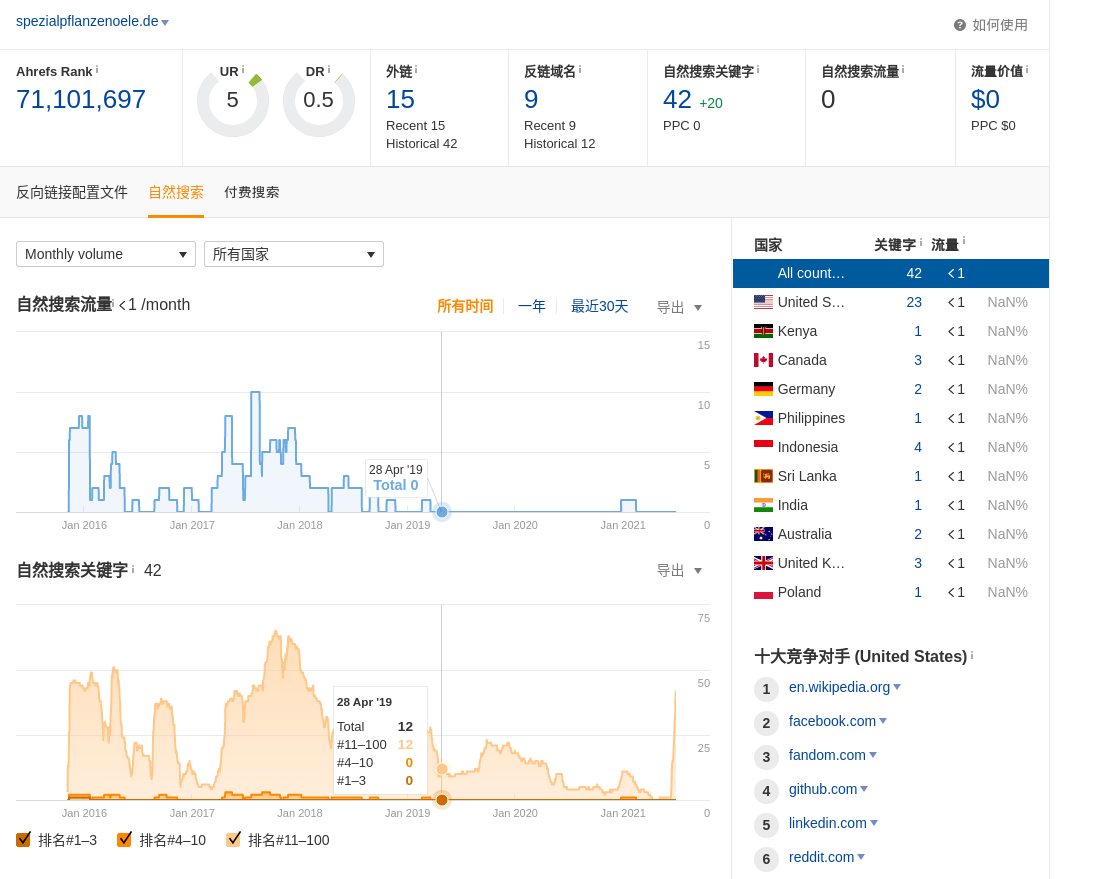 spezialpflanzenoele.de
如何使用
Ahrefs Rank
71,101,697
UR
5
DR
0.5
外链
15
Recent 15
Historical 42
反链域名
9
Recent 9
Historical 12
自然搜索关键字
42 +20
PPC 0
自然搜索流量
0
流量价值
$0
PPC $0
反向链接配置文件 自然搜索 付费搜索
Monthly volume
所有国家
自然搜索流量 <1 /month
所有时间 一年 最近30天 导出
15
10
5
0
28 Apr '19
Total 0
Jan 2016 Jan 2017 Jan 2018 Jan 2019 Jan 2020 Jan 2021
自然搜索关键字 42
导出
75
50
25
0
28 Apr '19
Total 12
#11–100 12
#4–10 0
#1–3 0
Jan 2016 Jan 2017 Jan 2018 Jan 2019 Jan 2020 Jan 2021
排名#1–3 排名#4–10 排名#11–100
国家 关键字 流量
All count… 42 <1
United S… 23 <1 NaN%
Kenya 1 <1 NaN%
Canada 3 <1 NaN%
Germany 2 <1 NaN%
Philippines 1 <1 NaN%
Indonesia 4 <1 NaN%
Sri Lanka 1 <1 NaN%
India 1 <1 NaN%
Australia 2 <1 NaN%
United K… 3 <1 NaN%
Poland 1 <1 NaN%
十大竞争对手 (United States)
1 en.wikipedia.org
2 facebook.com
3 fandom.com
4 github.com
5 linkedin.com
6 reddit.com